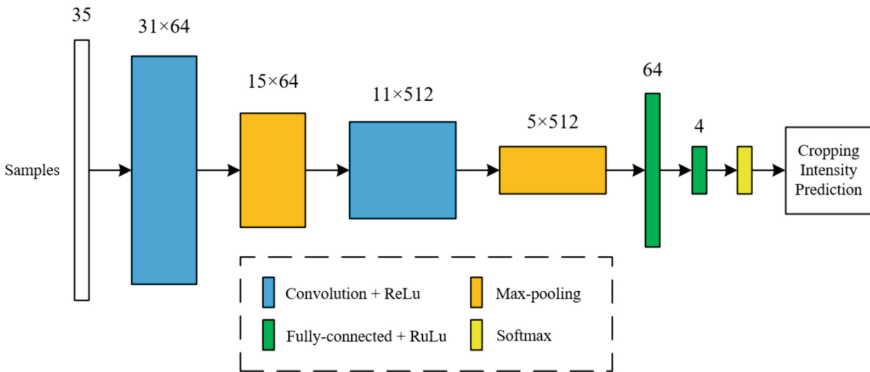 35
31×64
15×64
11×512
5×512
64
4
Samples
Cropping
Intensity
Prediction
Convolution + ReLu
Max-pooling
Fully-connected + RuLu
Softmax